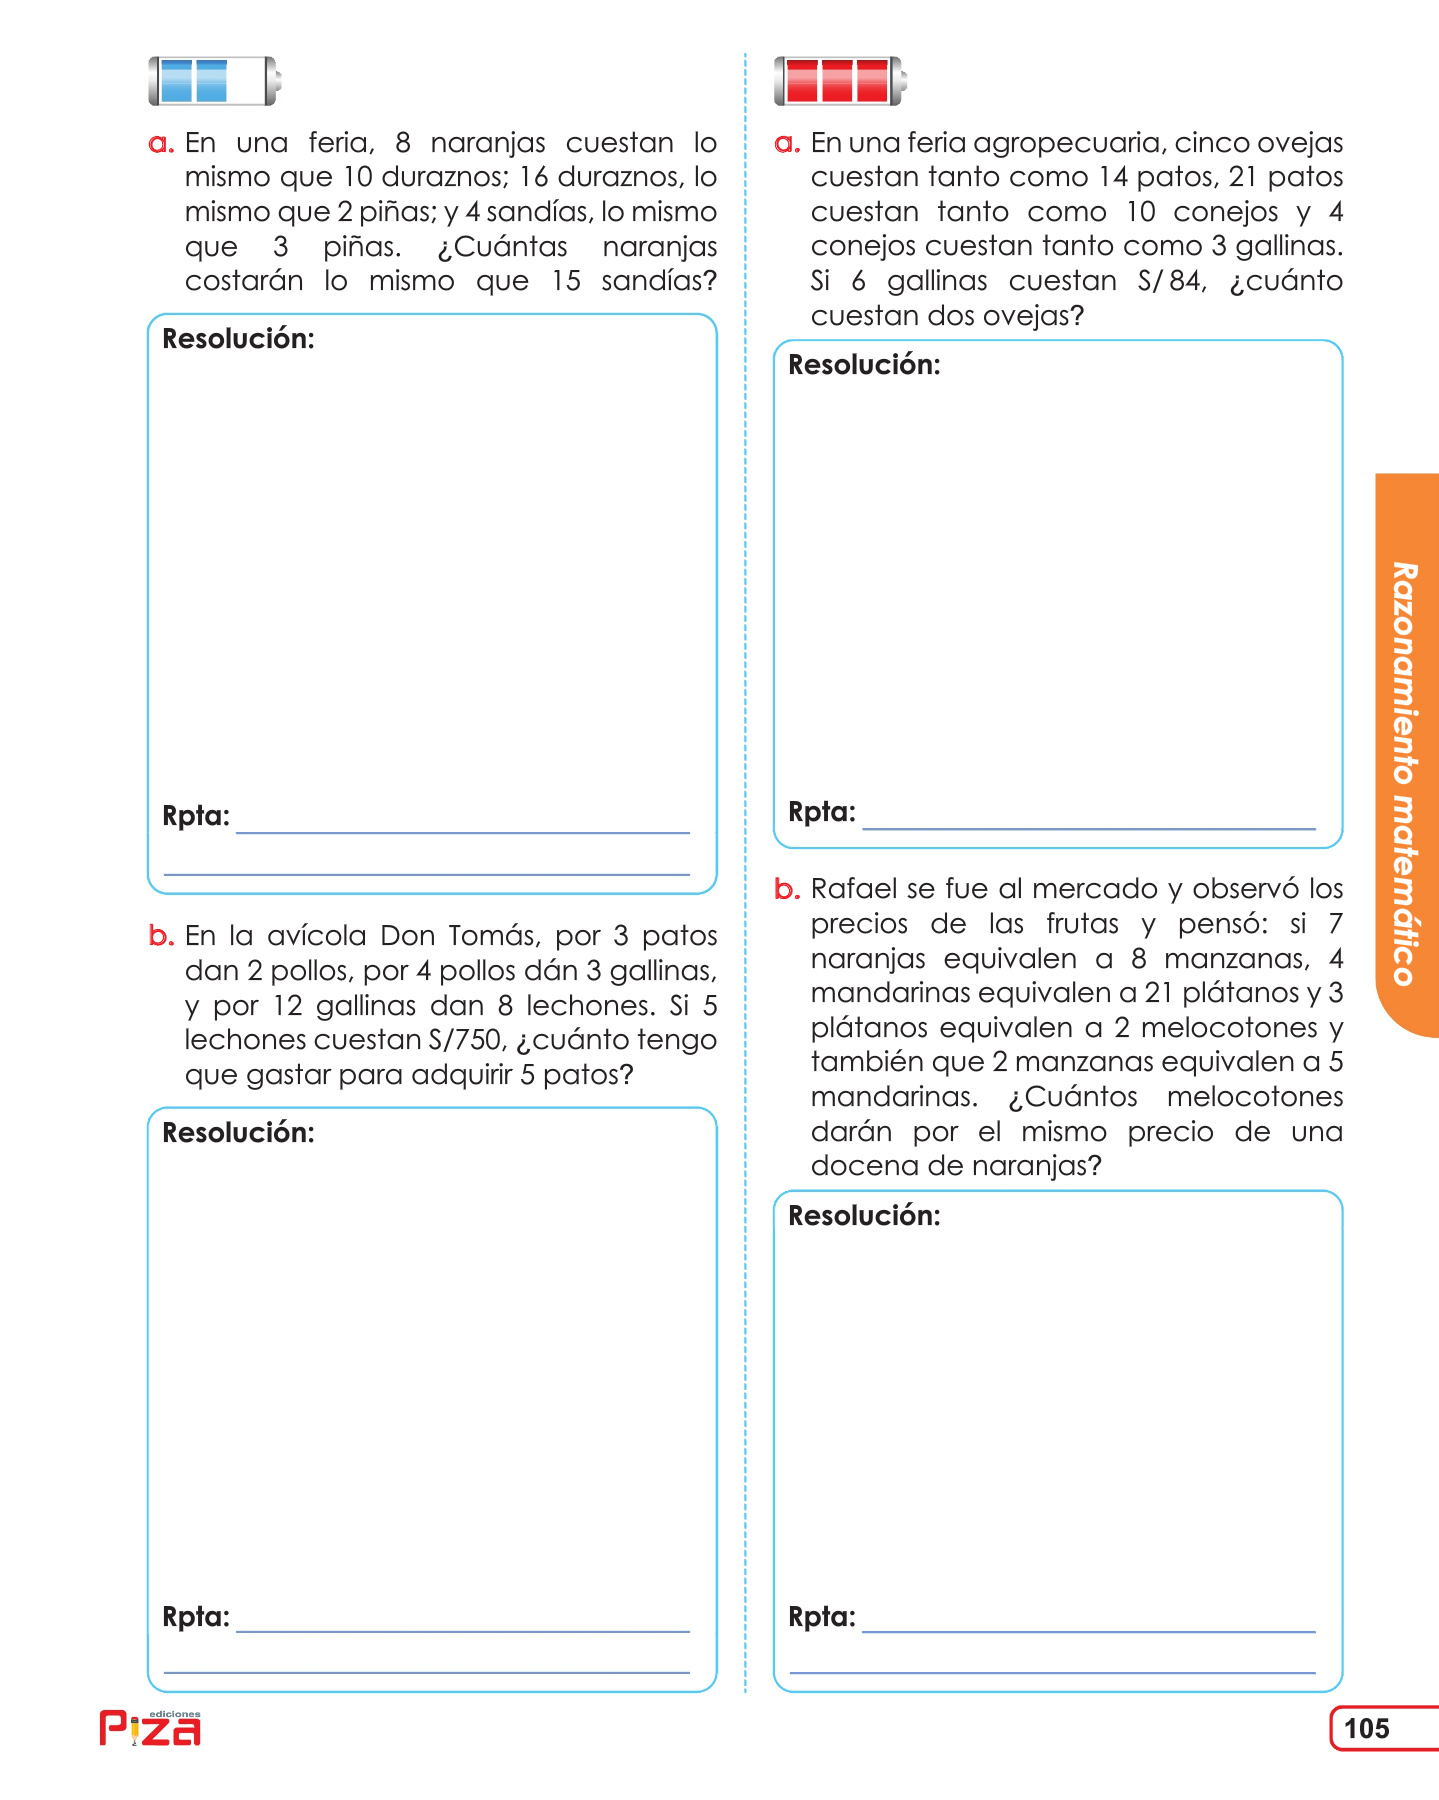 a. En una feria, 8 naranjas cuestan lo
mismo que 10 duraznos; 16 duraznos, lo
mismo que 2 piñas; y 4 sandías, lo mismo
que 3 piñas. ¿Cuántas naranjas
costarán lo mismo que 15 sandías?
Resolución:
Rpta:
b. En la avícola Don Tomás, por 3 patos
dan 2 pollos, por 4 pollos dán 3 gallinas,
y por 12 gallinas dan 8 lechones. Si 5
lechones cuestan S/750, ¿cuánto tengo
que gastar para adquirir 5 patos?
Resolución:
Rpta:
a. En una feria agropecuaria, cinco ovejas
cuestan tanto como 14 patos, 21 patos
cuestan tanto como 10 conejos y 4
conejos cuestan tanto como 3 gallinas.
Si 6 gallinas cuestan S/ 84, ¿cuánto
cuestan dos ovejas?
Resolución:
Rpta:
b. Rafael se fue al mercado y observó los
precios de las frutas y pensó: si 7
naranjas equivalen a 8 manzanas, 4
mandarinas equivalen a 21 plátanos y 3
plátanos equivalen a 2 melocotones y
también que 2 manzanas equivalen a 5
mandarinas. ¿Cuántos melocotones
darán por el mismo precio de una
docena de naranjas?
Resolución:
Rpta:
Razonamiento matemático
ediciones
Piza
105